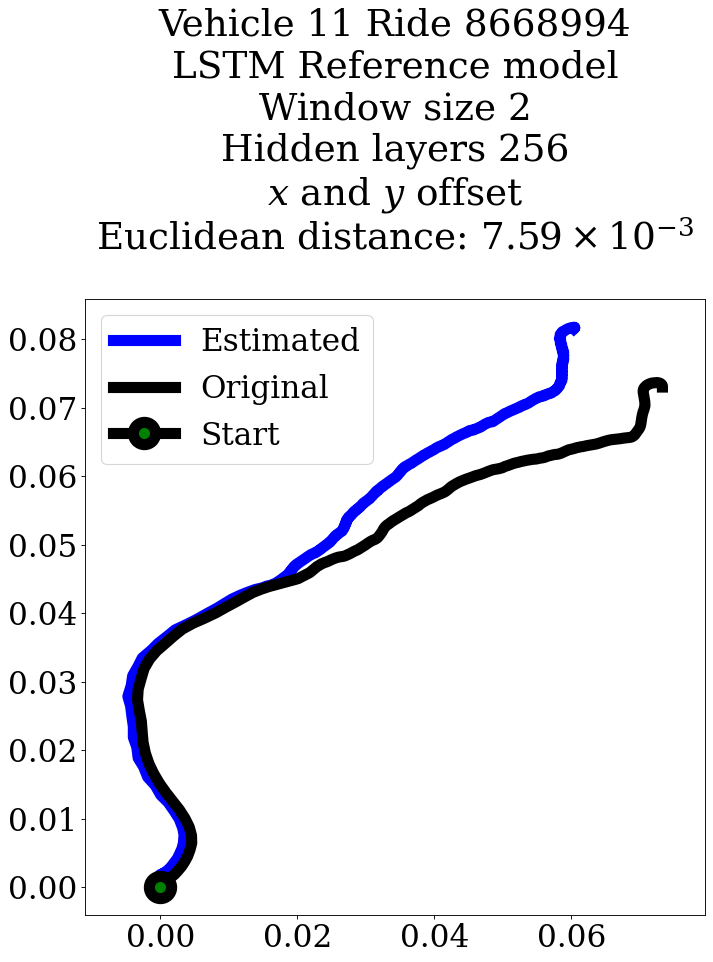 Vehicle 11 Ride 8668994
LSTM Reference model
Window size 2
Hidden layers 256
x and y offset
Euclidean distance: 7.59 × 10⁻³
Estimated
Original
Start
0.08
0.07
0.06
0.05
0.04
0.03
0.02
0.01
0.00
0.00 0.02 0.04 0.06